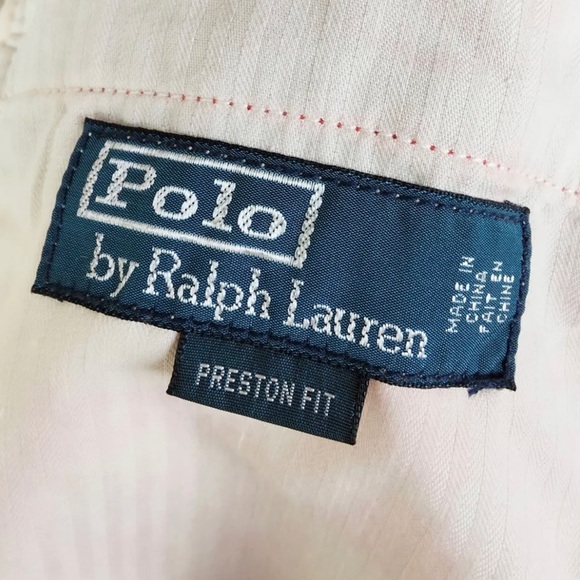 Polo
by Ralph Lauren
MADE IN
CHINA
FAIT EN
CHINE
PRESTON FIT